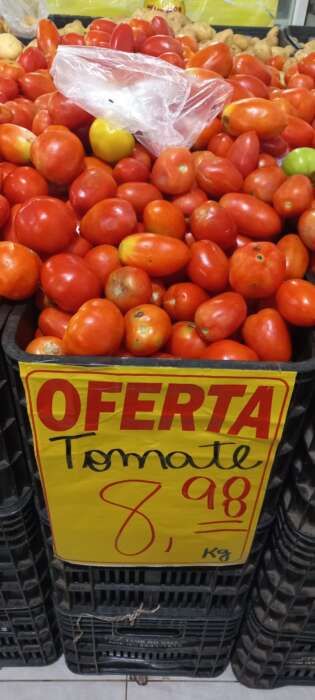 OFERTA
Tomate
8,98
Kg